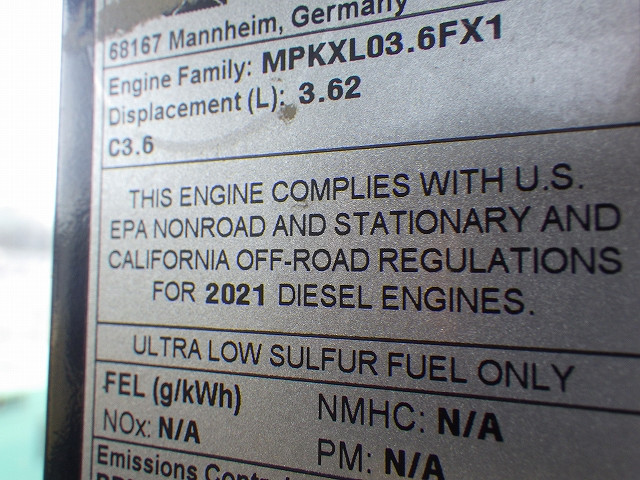 68167 Mannheim, Germany
Engine Family: MPKXL03.6FX1
Displacement (L): 3.62
C3.6
THIS ENGINE COMPLIES WITH U.S.
EPA NONROAD AND STATIONARY AND
CALIFORNIA OFF-ROAD REGULATIONS
FOR 2021 DIESEL ENGINES.
ULTRA LOW SULFUR FUEL ONLY
FEL (g/kWh)
NOx: N/A
NMHC: N/A
PM: N/A
Emissions